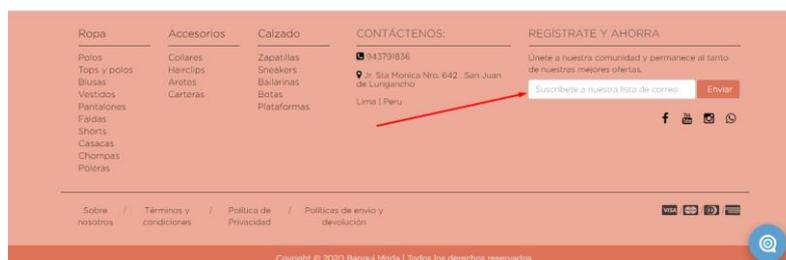 Ropa
Polos
Tops y polos
Blusas
Vestidos
Pantalones
Faldas
Shorts
Casacas
Chompas
Poleras
Accesorios
Collares
Hairclips
Aretes
Carteras
Calzado
Zapatillas
Sneakers
Bailarinas
Botas
Plataformas
CONTÁCTENOS:
943791836
Jr. Sta Monica Nro. 642 , San Juan
de Lurigancho
Lima | Peru
REGÍSTRATE Y AHORRA
Únete a nuestra comunidad y permanece al tanto
de nuestras mejores ofertas.
Suscríbete a nuestra lista de correo
Enviar
Sobre nosotros / Términos y condiciones / Política de Privacidad / Políticas de envio y devolución
VISA
Copyright © 2020 Bangui Moda | Todos los derechos reservados